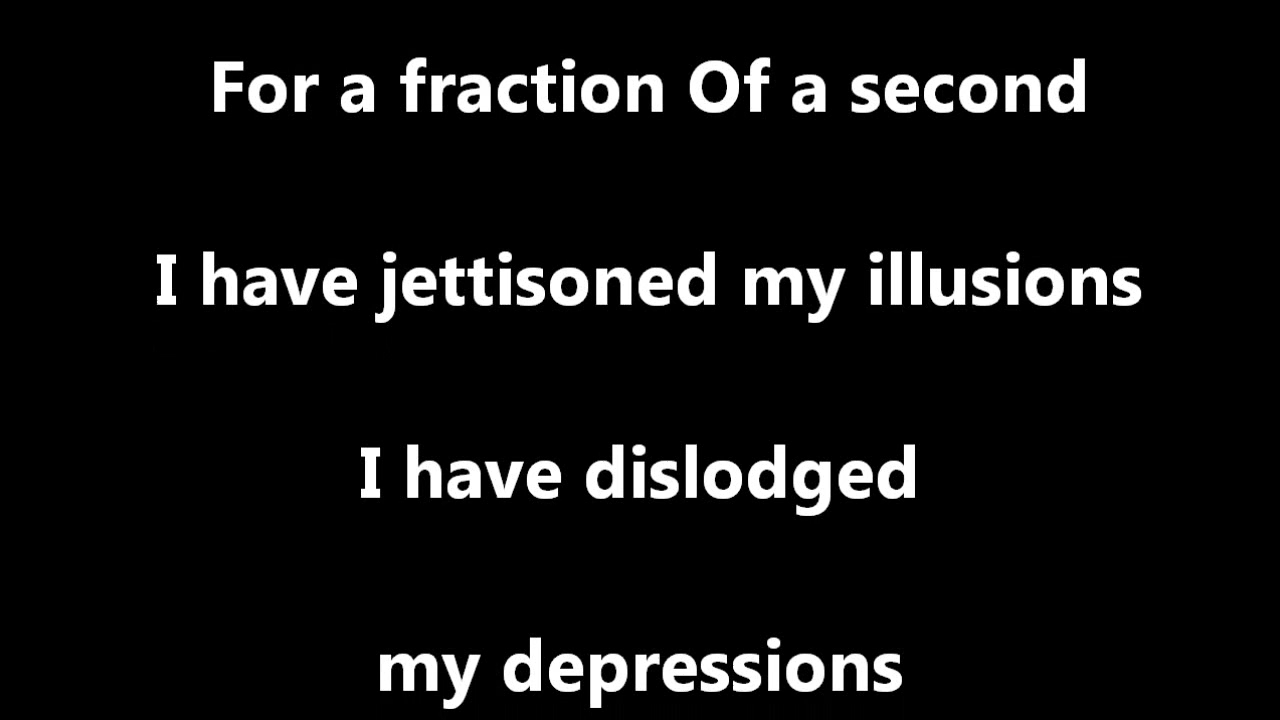 For a fraction Of a second
I have jettisoned my illusions
I have dislodged
my depressions